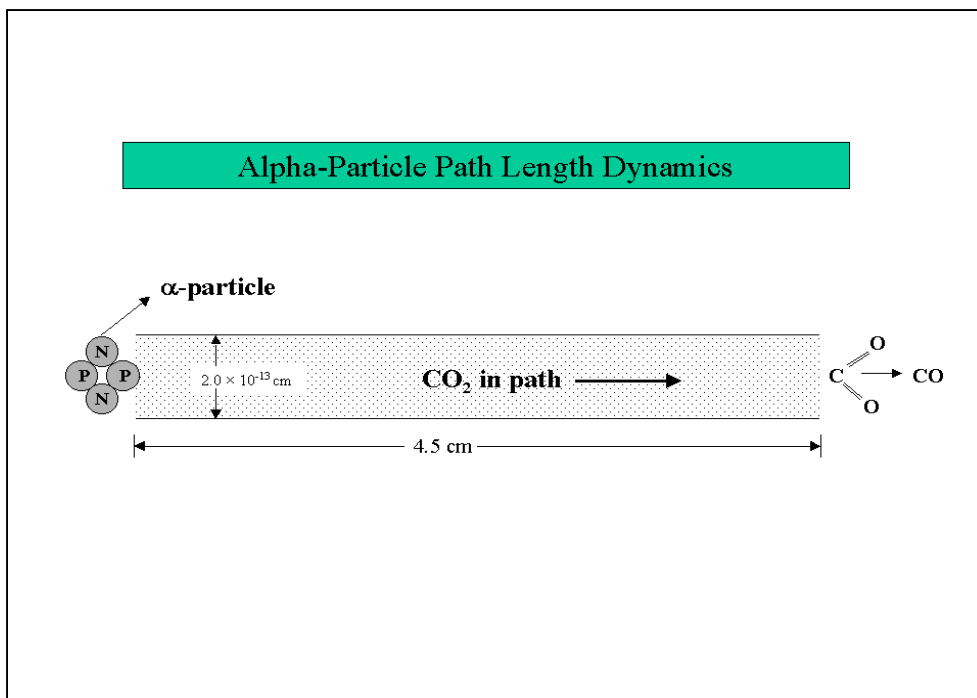 Alpha-Particle Path Length Dynamics
α-particle
N
P P
N
2.0 × 10⁻¹³ cm
CO₂ in path
4.5 cm
O
C
O
CO